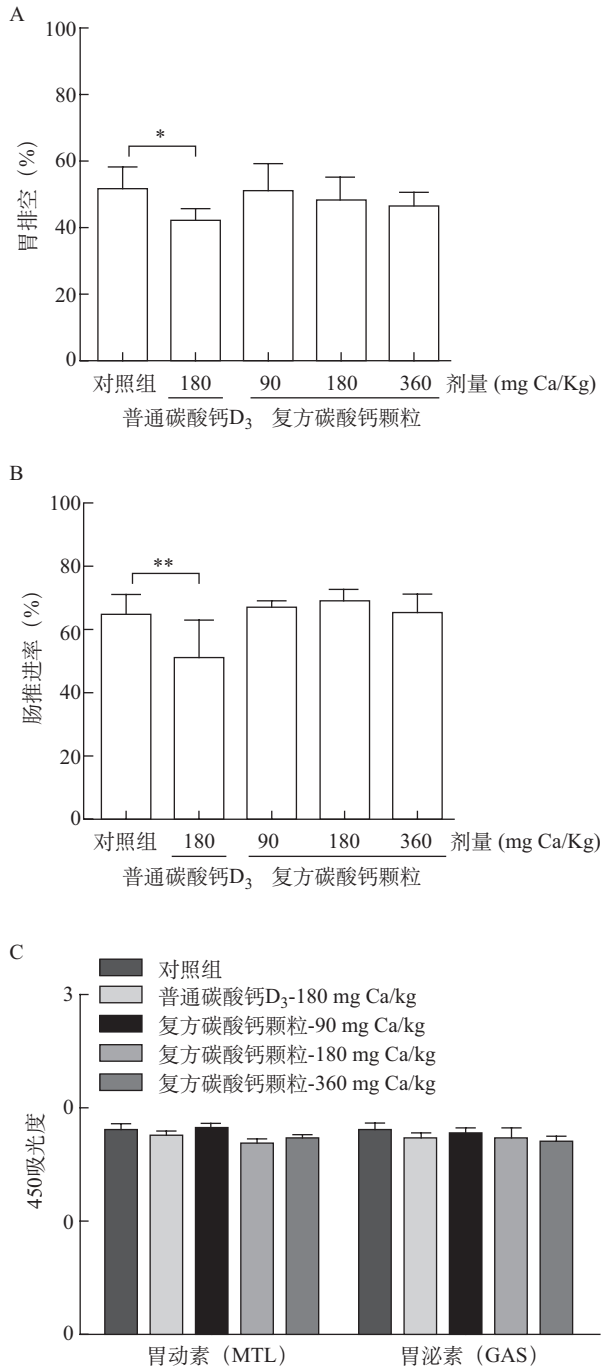 A
100
80
60
40
20
0
胃排空（%）
*
对照组 180 90 180 360 剂量 (mg Ca/Kg)
普通碳酸钙D₃ 复方碳酸钙颗粒
B
100
80
60
40
20
0
肠推进率（%）
**
对照组 180 90 180 360 剂量 (mg Ca/Kg)
普通碳酸钙D₃ 复方碳酸钙颗粒
C
对照组
普通碳酸钙D₃-180 mg Ca/kg
复方碳酸钙颗粒-90 mg Ca/kg
复方碳酸钙颗粒-180 mg Ca/kg
复方碳酸钙颗粒-360 mg Ca/kg
3
0
0
0
450吸光度
胃动素（MTL） 胃泌素（GAS）